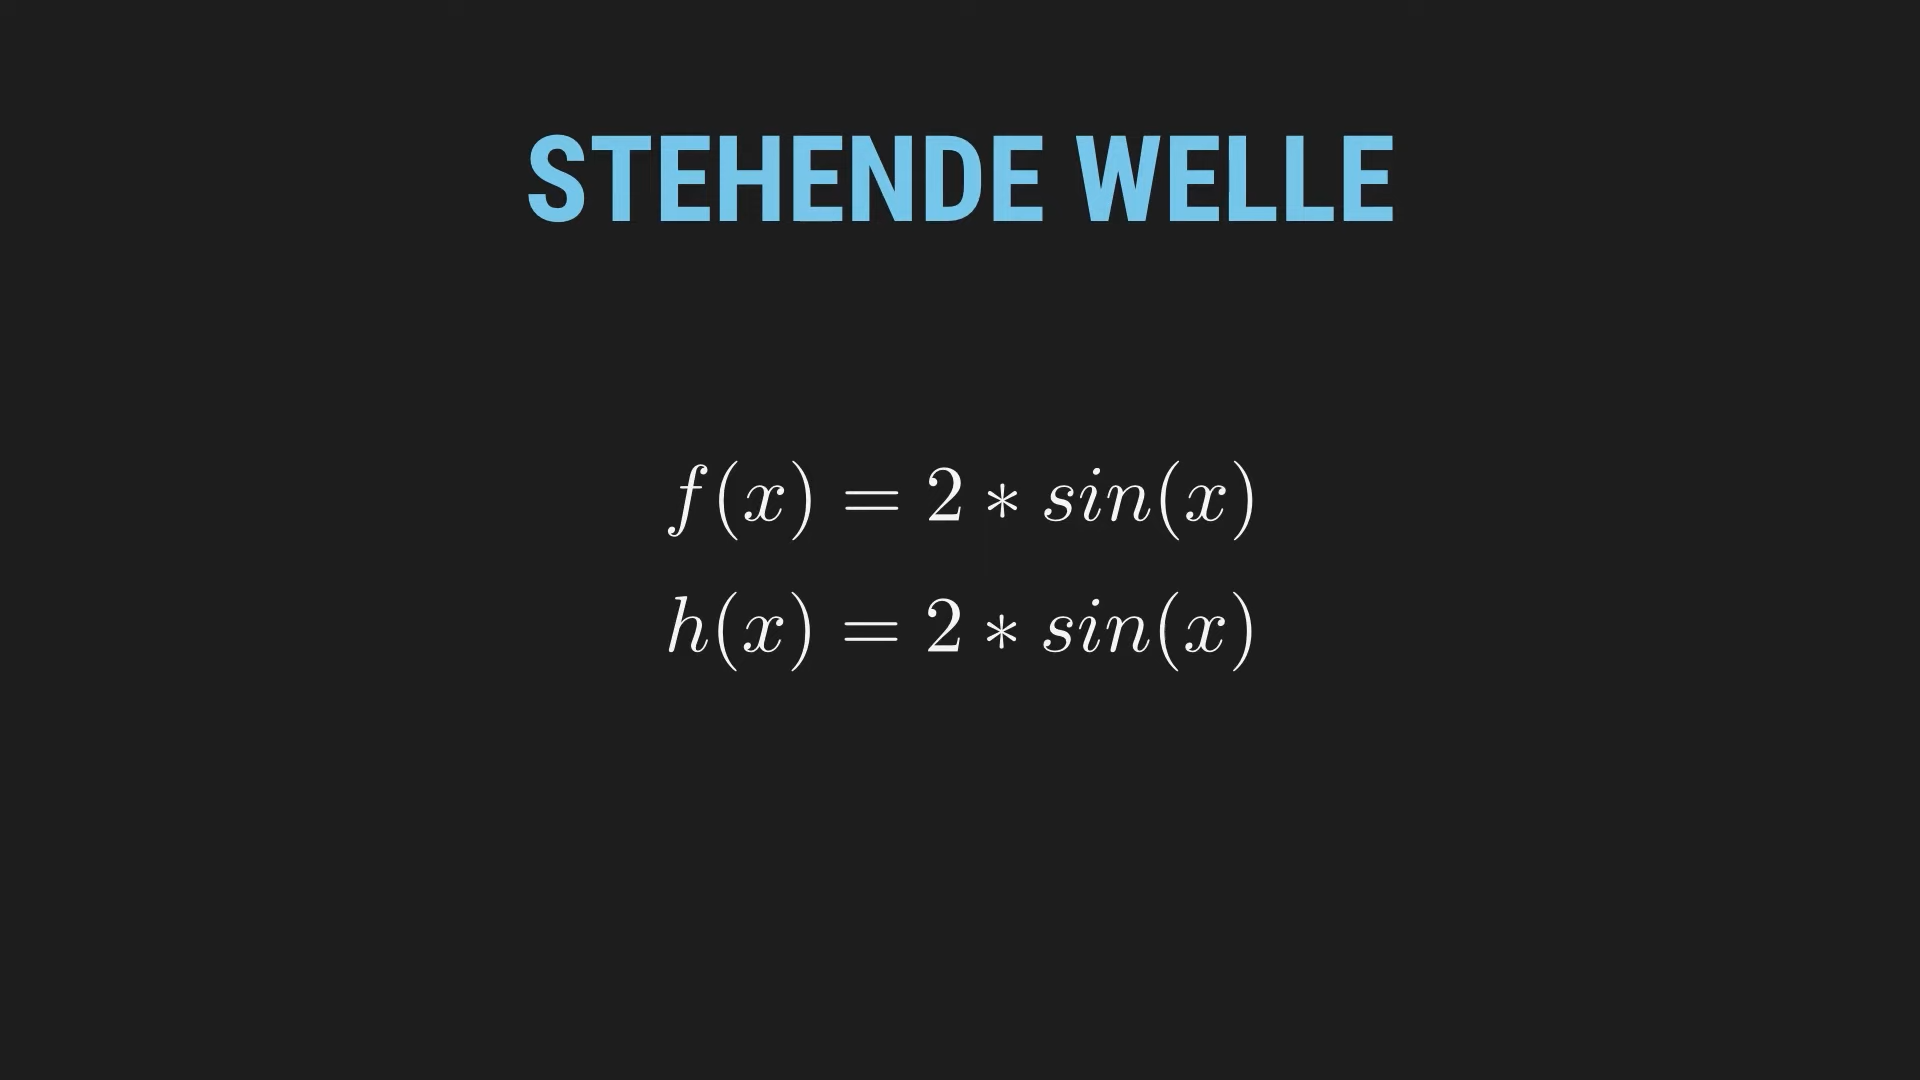 STEHENDE WELLE
f(x) = 2 * sin(x)
h(x) = 2 * sin(x)